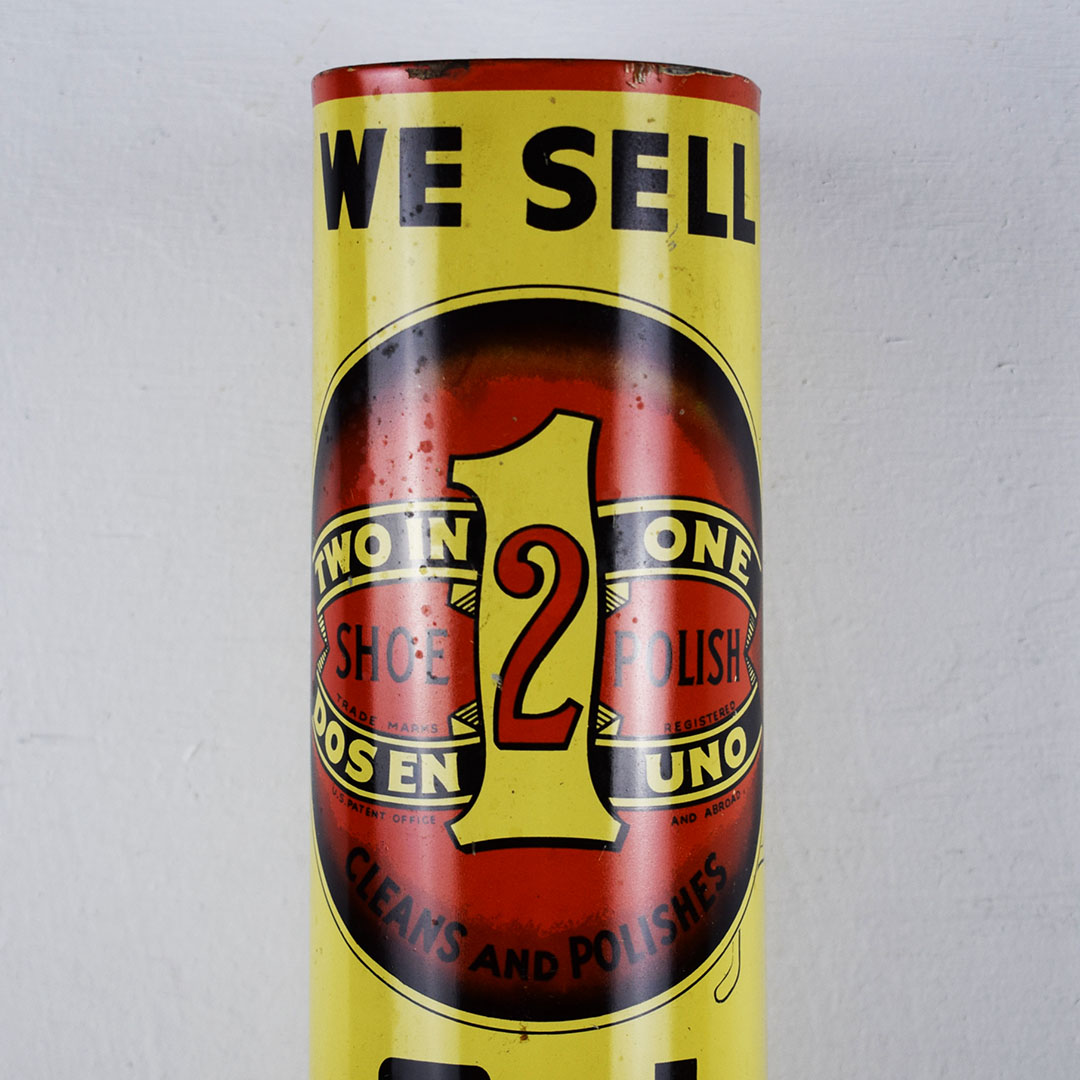 WE SELL
TWO IN ONE
1
2
SHOE POLISH
TRADE MARKS REGISTERED
DOS EN UNO
U.S. PATENT OFFICE AND ABROAD.
CLEANS AND POLISHES